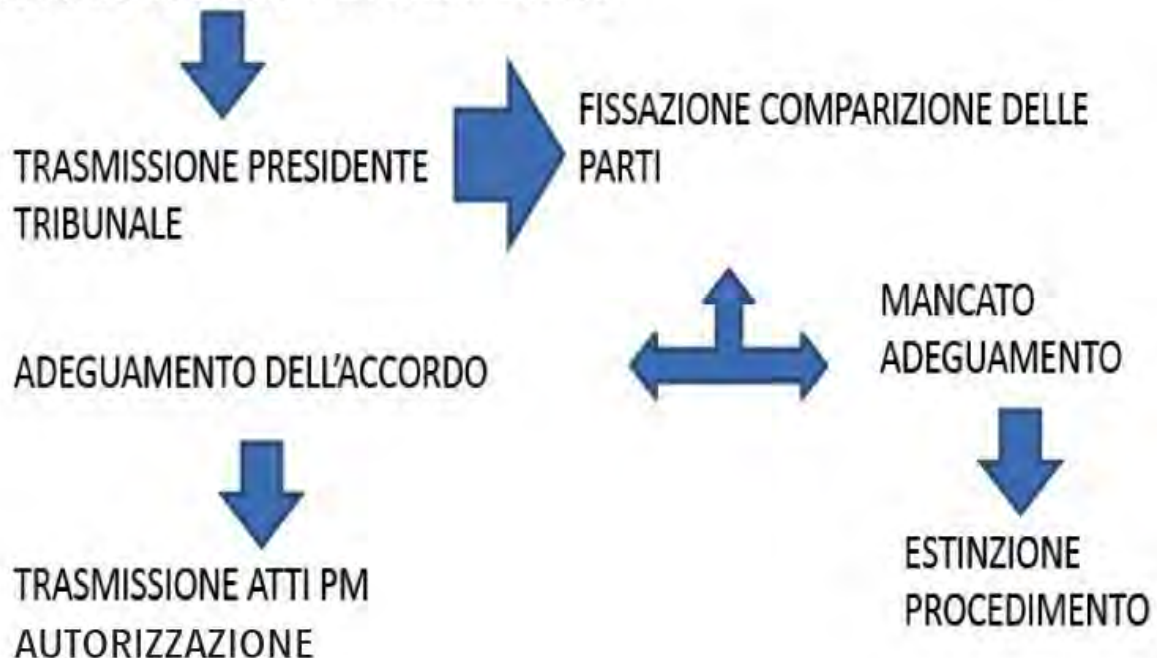 TRASMISSIONE PRESIDENTE
TRIBUNALE
FISSAZIONE COMPARIZIONE DELLE
PARTI
ADEGUAMENTO DELL'ACCORDO
MANCATO
ADEGUAMENTO
TRASMISSIONE ATTI PM
AUTORIZZAZIONE
ESTINZIONE
PROCEDIMENTO